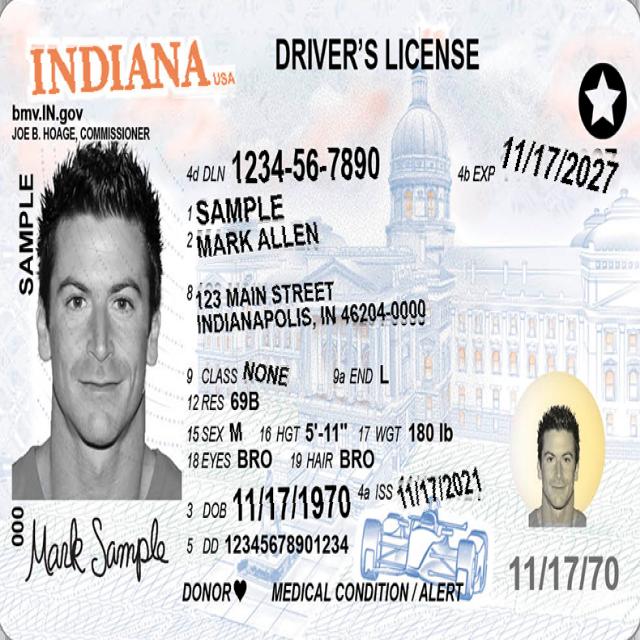 INDIANA USA
DRIVER'S LICENSE
bmv.IN.gov
JOE B. HOAGE, COMMISSIONER
SAMPLE
4d DLN 1234-56-7890
4b EXP 11/17/2027
1 SAMPLE
2 MARK ALLEN
8 123 MAIN STREET
INDIANAPOLIS, IN 46204-0000
9 CLASS NONE 9a END L
12 RES 69B
15 SEX M 16 HGT 5'-11" 17 WGT 180 lb
18 EYES BRO 19 HAIR BRO
3 DOB 11/17/1970 4a ISS 11/17/2021
000
Mark Sample
5 DD 12345678901234
11/17/70
DONOR♥ MEDICAL CONDITION / ALERT